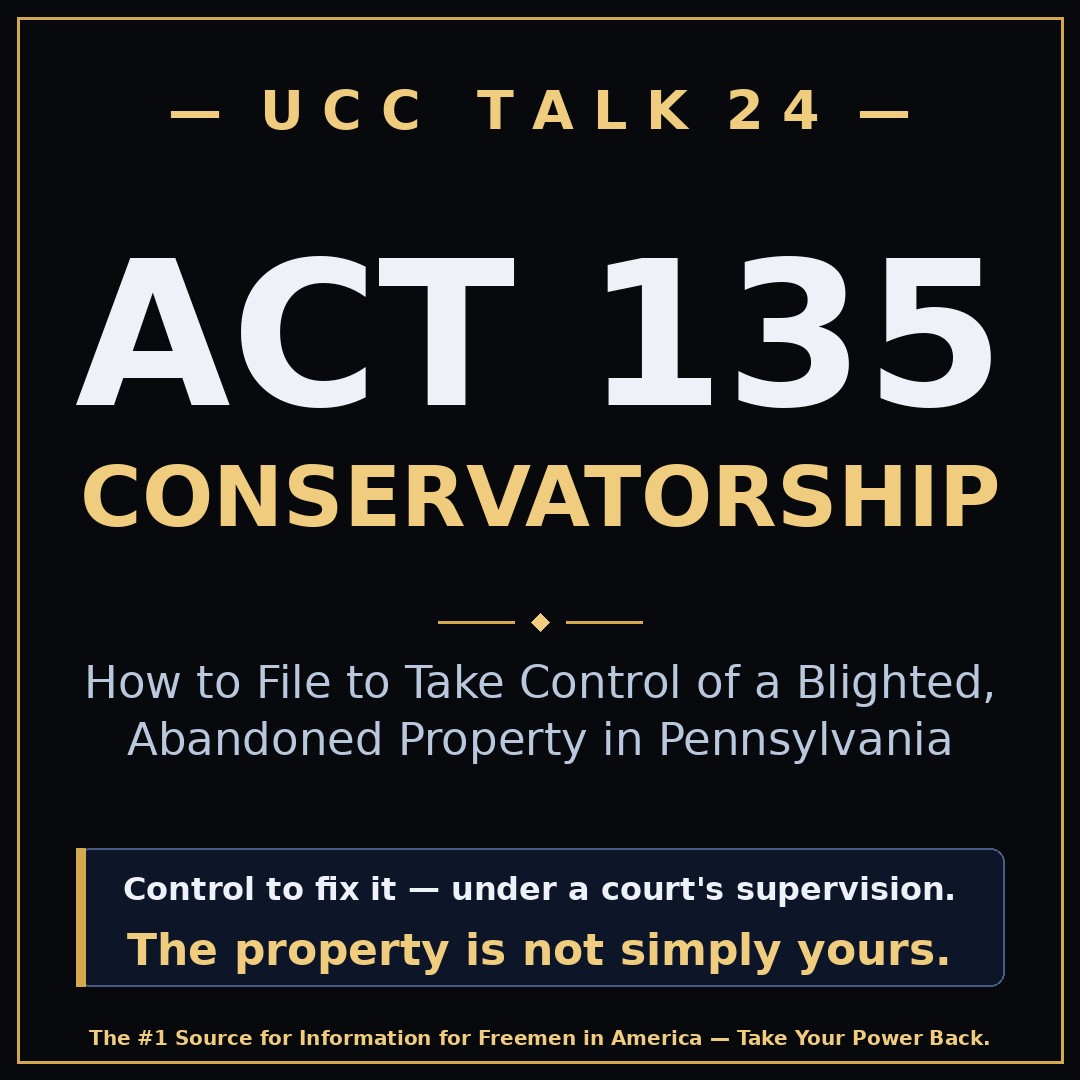 — UCC TALK 24 —
ACT 135
CONSERVATORSHIP
How to File to Take Control of a Blighted,
Abandoned Property in Pennsylvania
Control to fix it — under a court's supervision.
The property is not simply yours.
The #1 Source for Information for Freemen in America — Take Your Power Back.